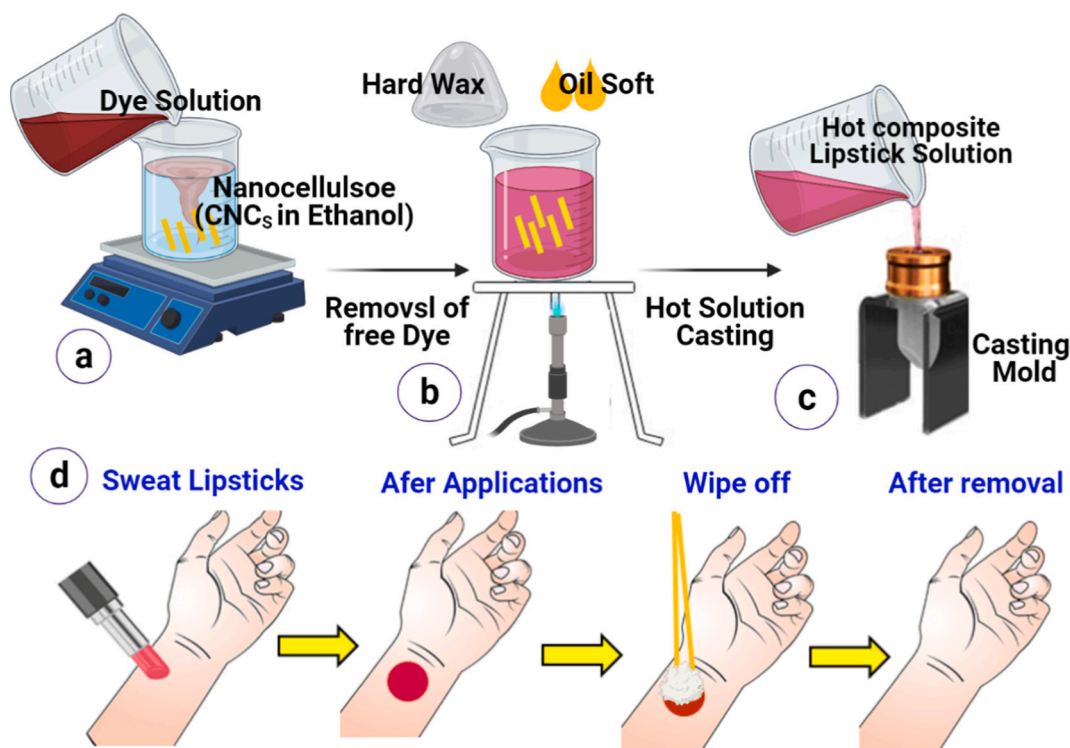 Dye Solution
Nanocellulsoe
(CNCs in Ethanol)
a
Hard Wax
Oil Soft
Removsl of
free Dye
b
Hot Solution
Casting
Hot composite
Lipstick Solution
c
Casting
Mold
d
Sweat Lipsticks
Afer Applications
Wipe off
After removal